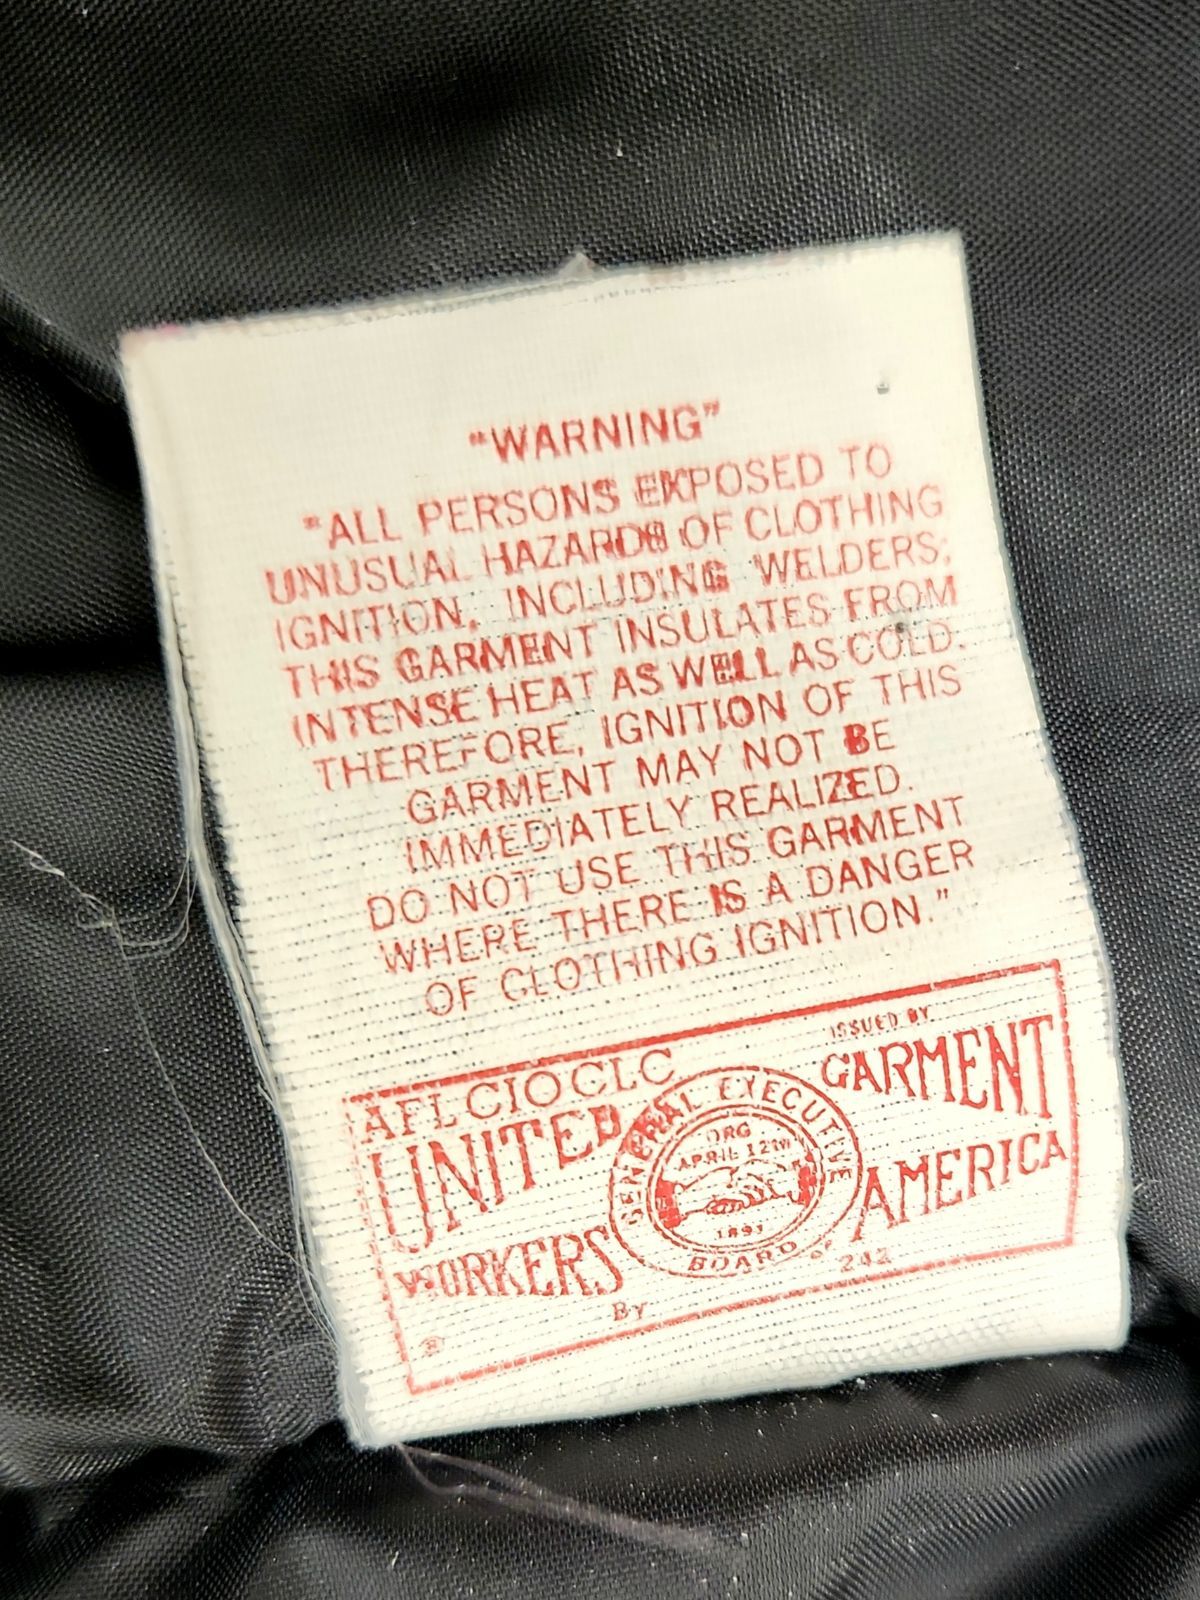 "WARNING"
"ALL PERSONS EXPOSED TO
UNUSUAL HAZARDS OF CLOTHING
IGNITION, INCLUDING WELDERS;
THIS GARMENT INSULATES FROM
INTENSE HEAT AS WELL AS COLD.
THEREFORE, IGNITION OF THIS
GARMENT MAY NOT BE
IMMEDIATELY REALIZED.
DO NOT USE THIS GARMENT
WHERE THERE IS A DANGER
OF CLOTHING IGNITION."
ISSUED BY
AFL CIO CLC
UNITED GARMENT
WORKERS of AMERICA
GENERAL EXECUTIVE
BOARD
ORG
APRIL 12TH
1891
By
242
®